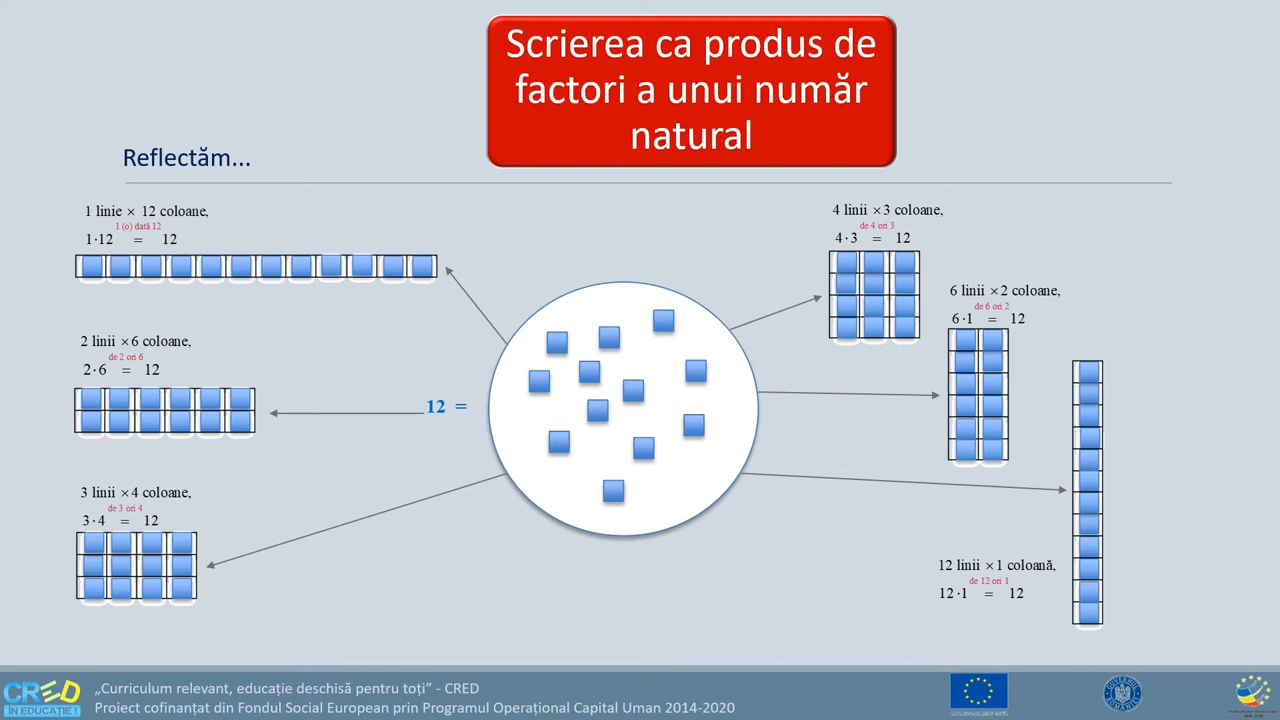 Scrierea ca produs de
factori a unui număr
natural
Reflectăm...
1 linie × 12 coloane,
1 (o) dată 12
1·12 = 12
2 linii ×6 coloane,
de 2 ori 6
2·6 = 12
3 linii ×4 coloane,
de 3 ori 4
3·4 = 12
12 =
4 linii ×3 coloane,
de 4 ori 3
4·3 = 12
6 linii ×2 coloane,
de 6 ori 2
6·1 = 12
12 linii ×1 coloană,
de 12 ori 1
12·1 = 12
CRED
ÎN EDUCAȚIE !
„Curriculum relevant, educație deschisă pentru toți” - CRED
Proiect cofinanțat din Fondul Social European prin Programul Operațional Capital Uman 2014-2020